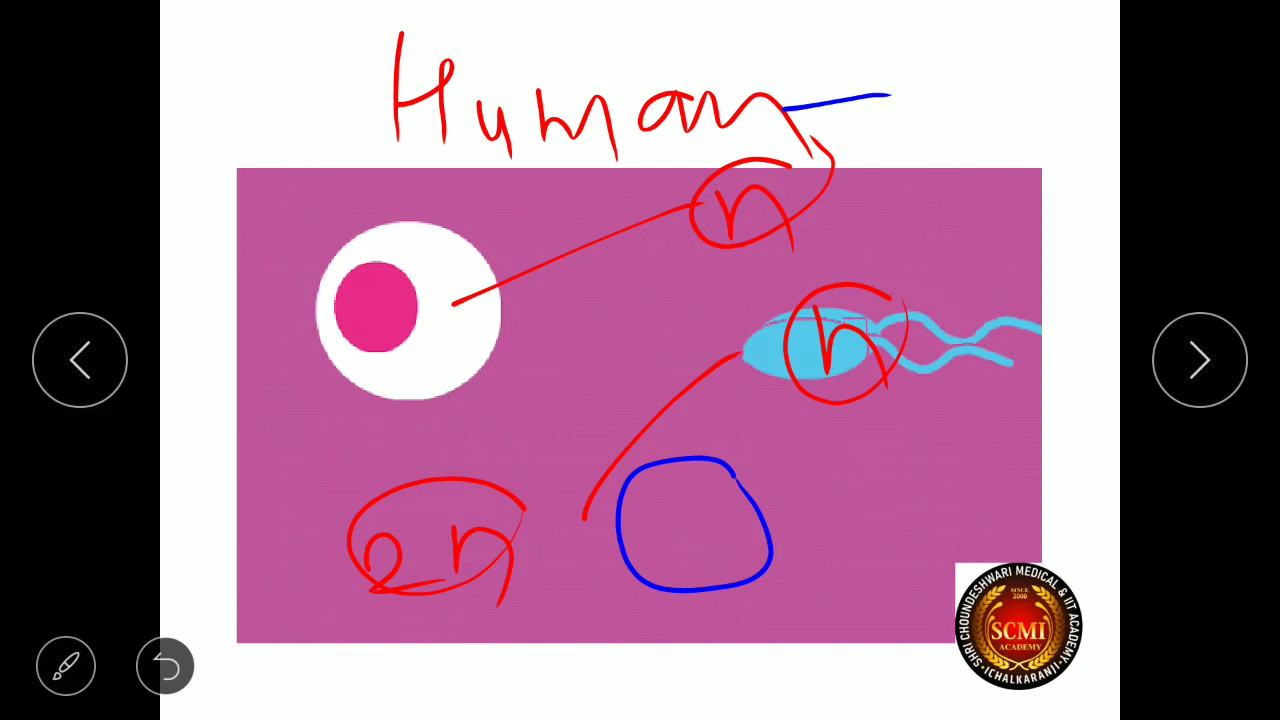 Human
n
n
2n
SHRI CHOUNDESHWARI MEDICAL & IIT ACADEMY
SINCE
2000
SCMI
ACADEMY
ICHALKARANJI